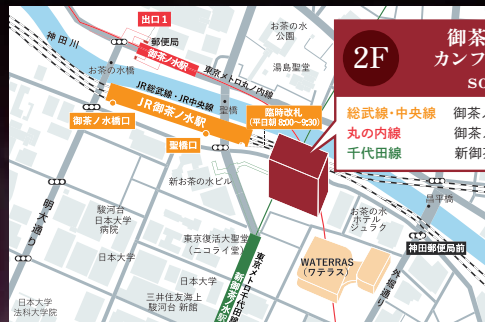 出口1
郵便局
御茶ノ水駅
神田川
お茶の水
公園
湯島聖堂
お茶の水橋
東京メトロ丸ノ内線
JR総武線・JR中央線
JR御茶ノ水駅
聖橋
臨時改札
(平日朝 8:00〜9:30)
御茶ノ水橋口
聖橋口
2F
御茶
カンフ
so
総武線・中央線 御茶ノ
丸の内線 御茶ノ
千代田線 新御茶
昌平橋
新お茶の水ビル
明大通り
駿河台
日本大学
病院
日本大学
東京復活大聖堂
(ニコライ堂)
お茶の水
ホテル
ジュラク
神田郵便局前
WATERRAS
(ワテラス)
外堀通り
東京メトロ千代田線
新御茶ノ水駅
日本大学
三井住友海上
駿河台 新館
日本大学
法科大学院